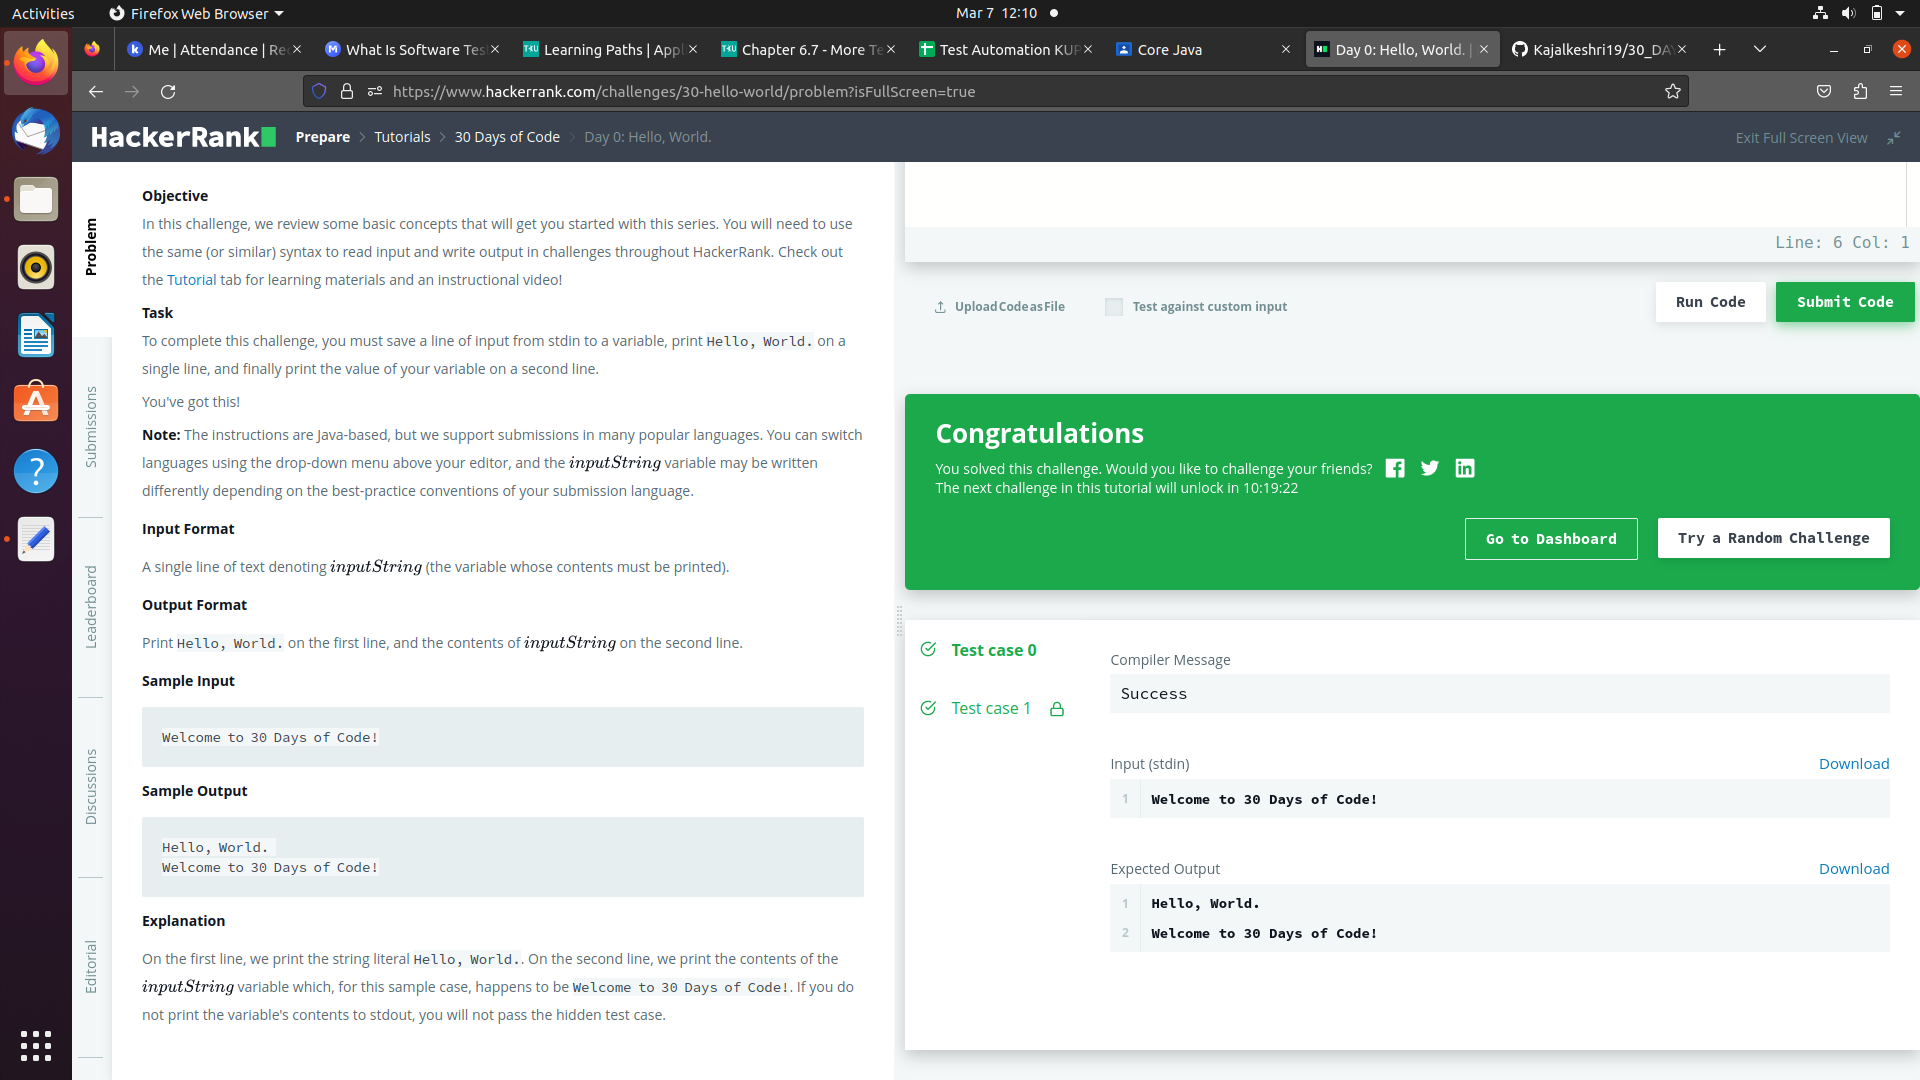 Activities
Firefox Web Browser
Mar 7 12:10
Me | Attendance | Re
What Is Software Tes
Learning Paths | Appl
Chapter 6.7 - More Te
Test Automation KUP
Core Java
Day 0: Hello, World. |
Kajalkeshri19/30_DA
https://www.hackerrank.com/challenges/30-hello-world/problem?isFullScreen=true
HackerRank
Prepare > Tutorials > 30 Days of Code > Day 0: Hello, World.
Exit Full Screen View
Problem
Submissions
Leaderboard
Discussions
Editorial
Objective
In this challenge, we review some basic concepts that will get you started with this series. You will need to use
the same (or similar) syntax to read input and write output in challenges throughout HackerRank. Check out
the Tutorial tab for learning materials and an instructional video!
Task
To complete this challenge, you must save a line of input from stdin to a variable, print Hello, World. on a
single line, and finally print the value of your variable on a second line.
You've got this!
Note: The instructions are Java-based, but we support submissions in many popular languages. You can switch
languages using the drop-down menu above your editor, and the inputString variable may be written
differently depending on the best-practice conventions of your submission language.
Input Format
A single line of text denoting inputString (the variable whose contents must be printed).
Output Format
Print Hello, World. on the first line, and the contents of inputString on the second line.
Sample Input
Welcome to 30 Days of Code!
Sample Output
Hello, World.
Welcome to 30 Days of Code!
Explanation
On the first line, we print the string literal Hello, World.. On the second line, we print the contents of the
inputString variable which, for this sample case, happens to be Welcome to 30 Days of Code!. If you do
not print the variable's contents to stdout, you will not pass the hidden test case.
Line: 6 Col: 1
Upload Code as File
Test against custom input
Run Code
Submit Code
Congratulations
You solved this challenge. Would you like to challenge your friends?
The next challenge in this tutorial will unlock in 10:19:22
Go to Dashboard
Try a Random Challenge
Test case 0
Test case 1
Compiler Message
Success
Input (stdin)
Download
1 Welcome to 30 Days of Code!
Expected Output
Download
1 Hello, World.
2 Welcome to 30 Days of Code!